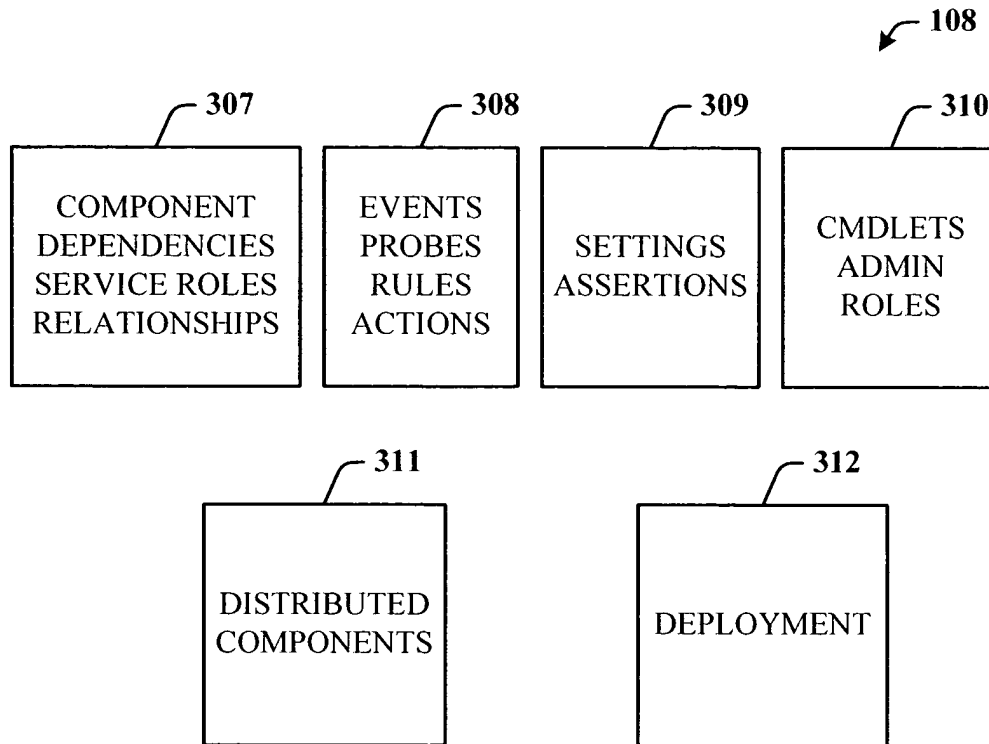 108
307
308
309
310
COMPONENT
DEPENDENCIES
SERVICE ROLES
RELATIONSHIPS
EVENTS
PROBES
RULES
ACTIONS
SETTINGS
ASSERTIONS
CMDLETS
ADMIN
ROLES
311
312
DISTRIBUTED
COMPONENTS
DEPLOYMENT